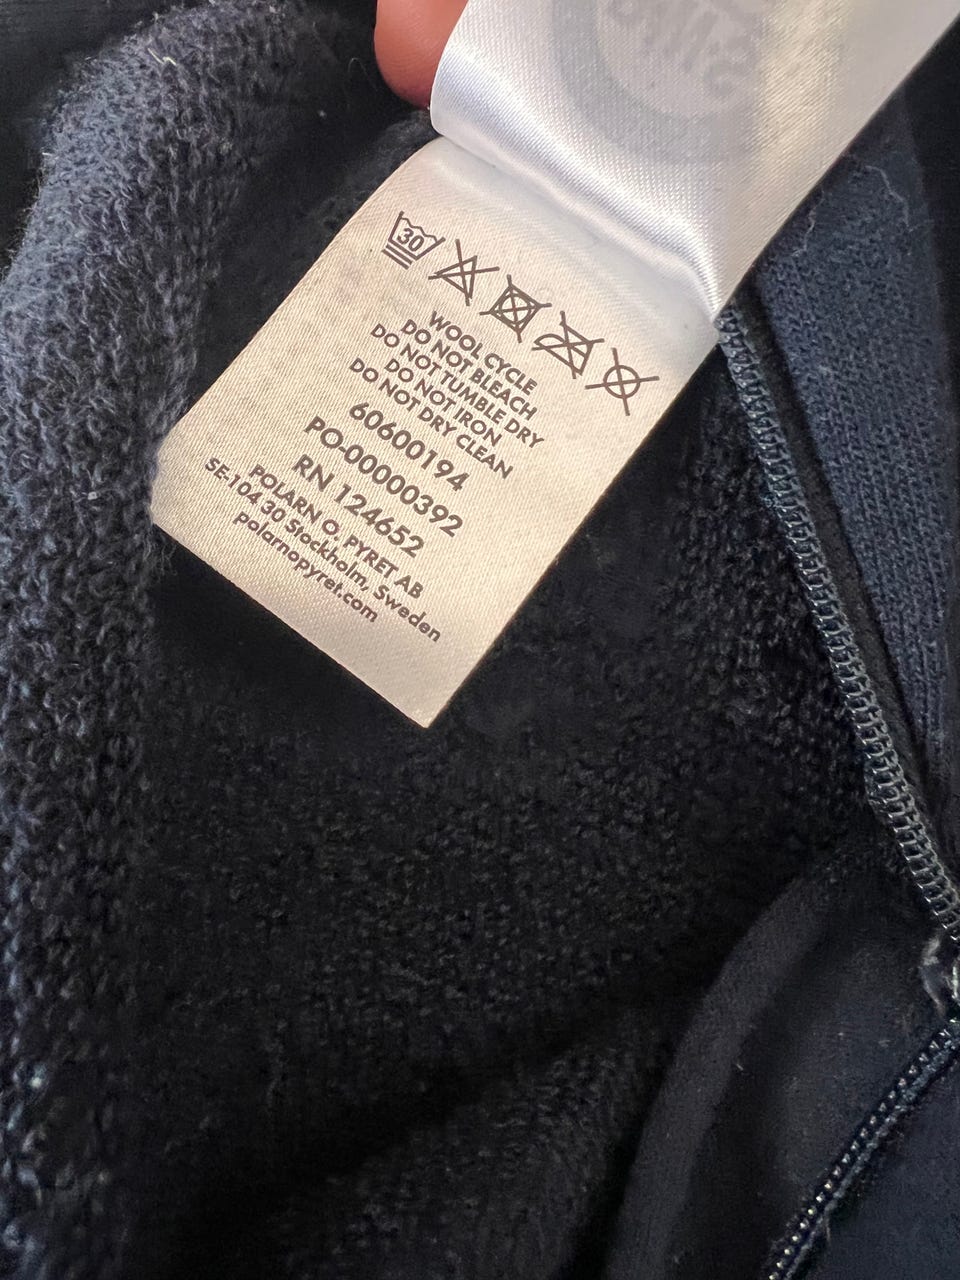 30
WOOL CYCLE
DO NOT BLEACH
DO NOT TUMBLE DRY
DO NOT IRON
DO NOT DRY CLEAN
60600194
PO-00000392
RN 124652
POLARN O. PYRET AB
SE-104 30 Stockholm, Sweden
polarnopyret.com